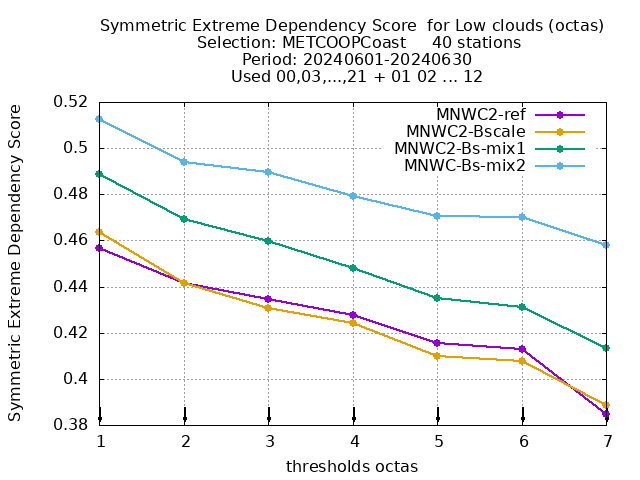 Symmetric Extreme Dependency Score  for Low clouds (octas)
Selection: METCOOPCoast     40 stations
Period: 20240601-20240630
Used 00,03,...,21 + 01 02 ... 12
Symmetric Extreme Dependency Score
0.52
0.5
0.48
0.46
0.44
0.42
0.4
0.38
MNWC2-ref
MNWC2-Bscale
MNWC2-Bs-mix1
MNWC-Bs-mix2
1 2 3 4 5 6 7
thresholds octas